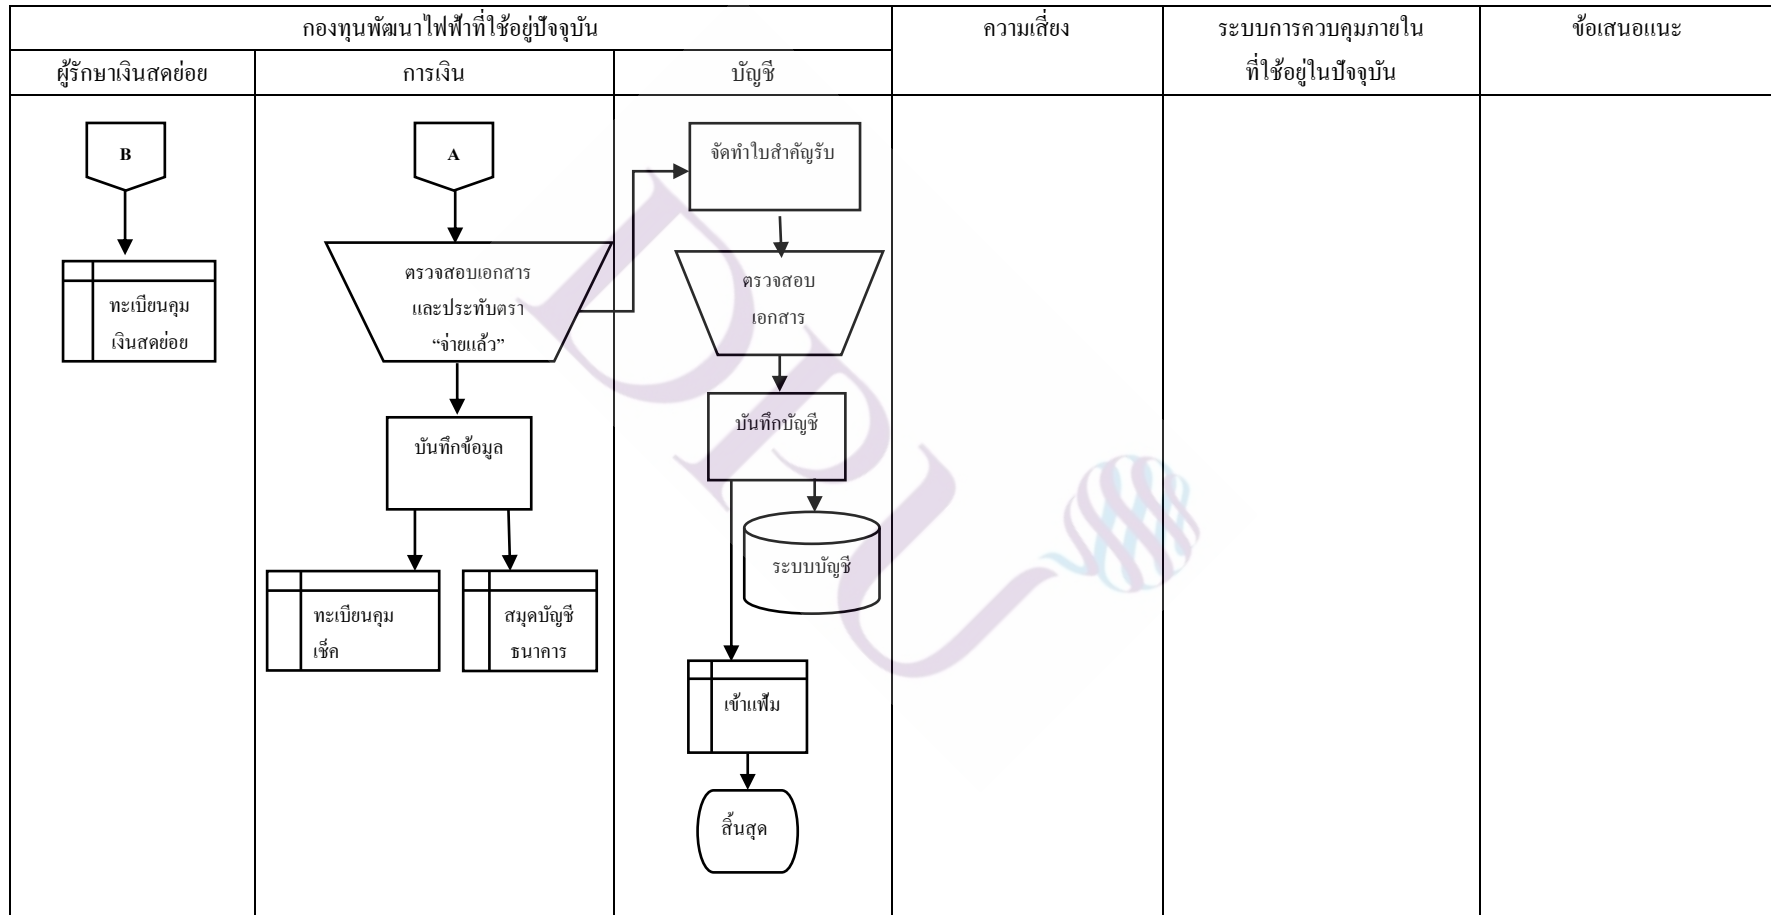 กองทุนพัฒนาไฟฟ้าที่ใช้อยู่ปัจจุบัน
ความเสี่ยง
ระบบการควบคุมภายใน
ที่ใช้อยู่ในปัจจุบัน
ข้อเสนอแนะ
ผู้รักษาเงินสดย่อย
การเงิน
บัญชี
B
ทะเบียนคุม
เงินสดย่อย
A
ตรวจสอบเอกสาร
และประทับตรา
“จ่ายแล้ว”
บันทึกข้อมูล
ทะเบียนคุม
เช็ค
สมุดบัญชี
ธนาคาร
จัดทำใบสำคัญรับ
ตรวจสอบ
เอกสาร
บันทึกบัญชี
ระบบบัญชี
เข้าแฟ้ม
สิ้นสุด
DPU